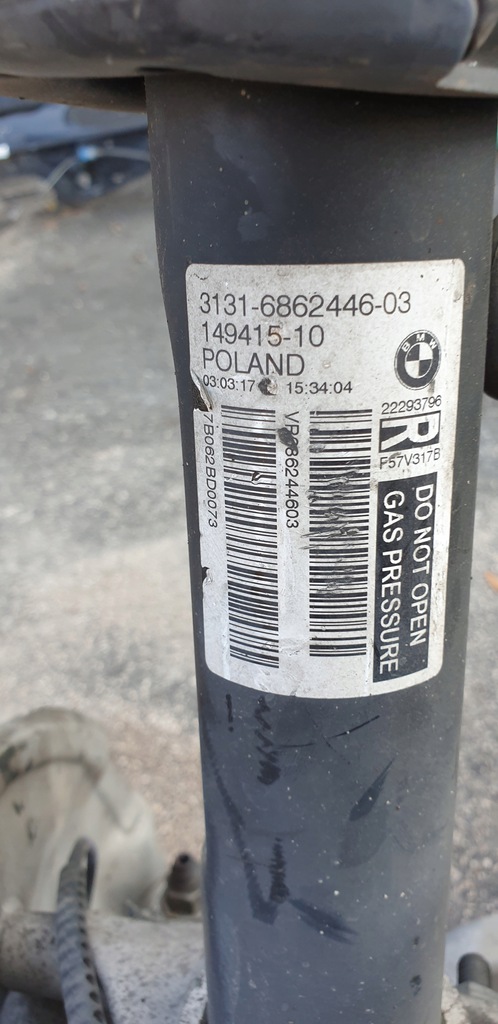 3131-6862446-03
149415-10
POLAND
03:03:17 15:34:04
BMW
22293796
R
F57V317B
7B062BD0073
VR686244603
DO NOT OPEN
GAS PRESSURE